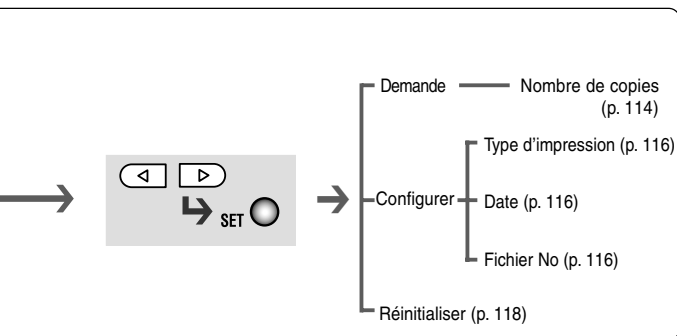 Demande
Nombre de copies
(p. 114)
Type d'impression (p. 116)
SET
Configurer
Date (p. 116)
Fichier No (p. 116)
Réinitialiser (p. 118)